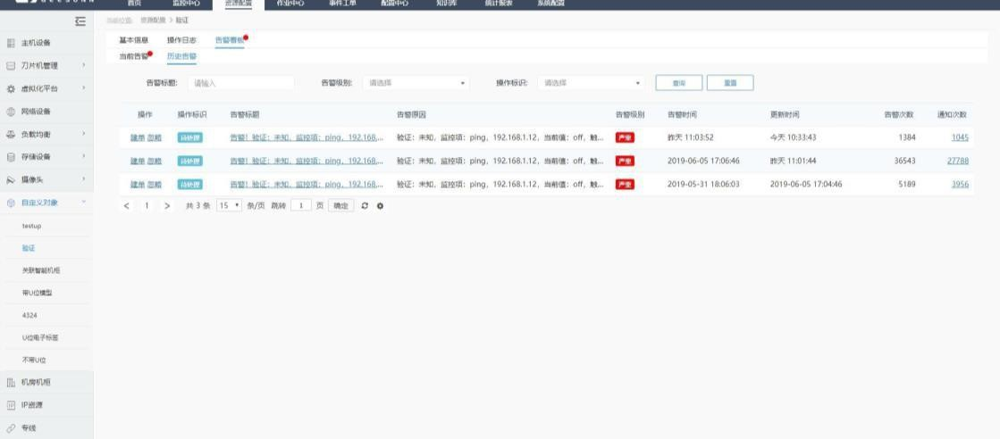 首页 监控中心 资源配置 作业中心 事件工单 配置中心 知识库 统计报表 系统配置
当前位置: 资源配置 > 验证
主机设备
刀片机管理
虚拟化平台
网络设备
负载均衡
存储设备
摄像头
自定义对象
testup
验证
关联智能机柜
带U位模型
4324
U位电子标签
不带U位
机房机柜
IP资源
专线
基本信息 操作日志 告警看板
当前告警 历史告警
告警标题: 请输入 告警级别: 请选择 操作标识: 请选择 查询 重置
操作 操作标识 告警标题 告警原因 告警级别 告警时间 更新时间 告警次数 通知次数
建单 忽略 待处理 告警! 验证: 未知, 监控项: ping, 192.168.... 验证: 未知, 监控项: ping, 192.168.1.12, 当前值: off, 触... 严重 昨天 11:03:52 今天 10:33:43 1384 1045
建单 忽略 待处理 告警! 验证: 未知, 监控项: ping, 192.168.... 验证: 未知, 监控项: ping, 192.168.1.12, 当前值: off, 触... 严重 2019-06-05 17:06:46 昨天 11:01:44 36543 27788
建单 忽略 待处理 告警! 验证: 未知, 监控项: ping, 192.168.... 验证: 未知, 监控项: ping, 192.168.1.12, 当前值: off, 触... 严重 2019-05-31 18:06:03 2019-06-05 17:04:46 5189 3956
< 1 > 共 3 条 15 条/页 跳转 1 页 确定